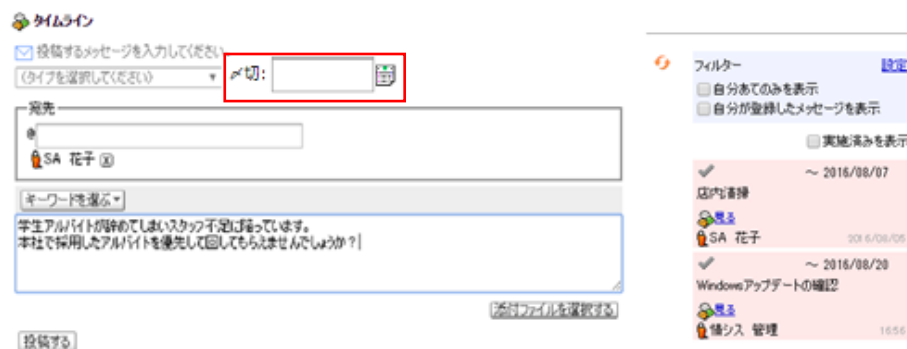 タイムライン
投稿するメッセージを入力してください
(タイプを選択してください)
〆切:
宛先
@
SA 花子
キーワードを選ぶ
学生アルバイトが辞めてしまいスタッフ不足に陥っています。
本社で採用したアルバイトを優先して回してもらえませんでしょうか?
添付ファイルを選択する
投稿する
フィルター 設定
自分あてのみを表示
自分が登録したメッセージを表示
実施済みを表示
～ 2016/08/07
店内清掃
見る
SA 花子 2016/08/05
～ 2016/08/20
Windowsアップデートの確認
見る
情シス 管理 16:56